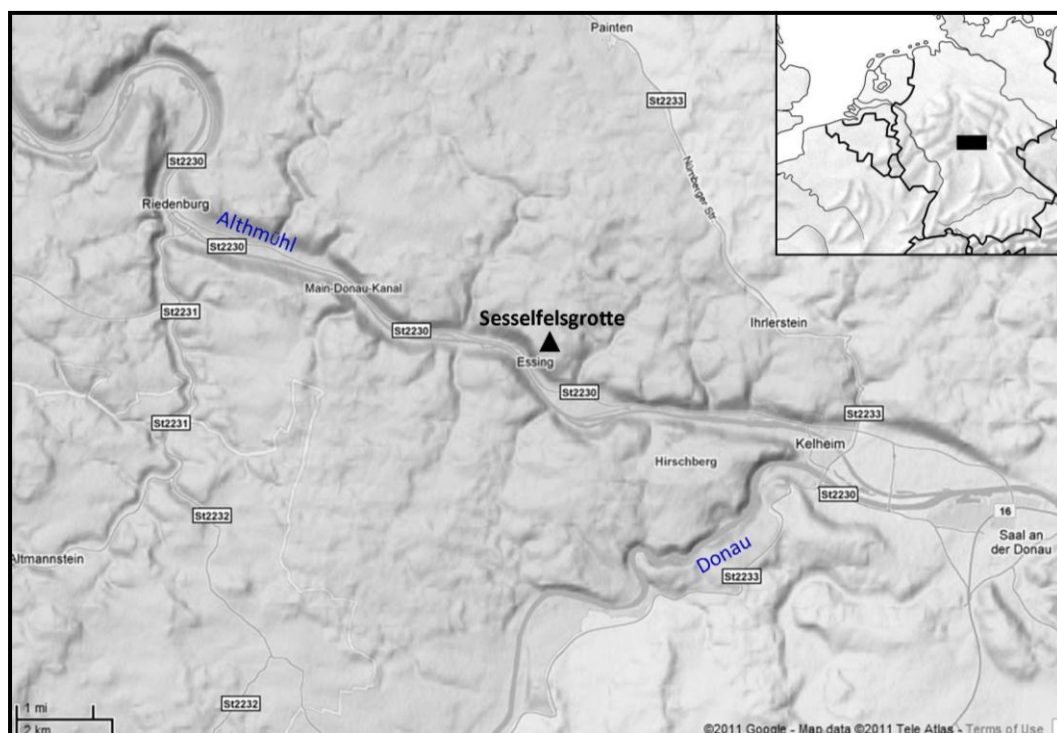 Painten
St2233
Nürnberger Str.
St2230
Riedenburg
Althmühl
St2230
Main-Donau-Kanal
St2231
St2230
Sesselfelsgrotte
Essing
Ihrlerstein
St2230
St2233
St2231
Kelheim
Hirschberg
St2230
16
St2232
Saal an
der Donau
Altmannstein
Donau
St2233
St2232
1 mi
2 km
©2011 Google - Map data ©2011 Tele Atlas - Terms of Use